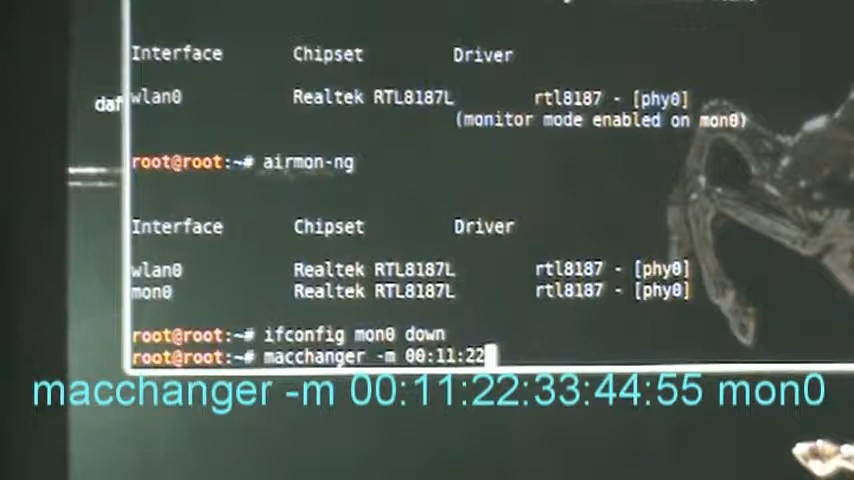 Interface Chipset Driver
daf
wlan0 Realtek RTL8187L rtl8187 - [phy0]
(monitor mode enabled on mon0)
root@root:~# airmon-ng
Interface Chipset Driver
wlan0 Realtek RTL8187L rtl8187 - [phy0]
mon0 Realtek RTL8187L rtl8187 - [phy0]
root@root:~# ifconfig mon0 down
root@root:~# macchanger -m 00:11:22
macchanger -m 00:11:22:33:44:55 mon0